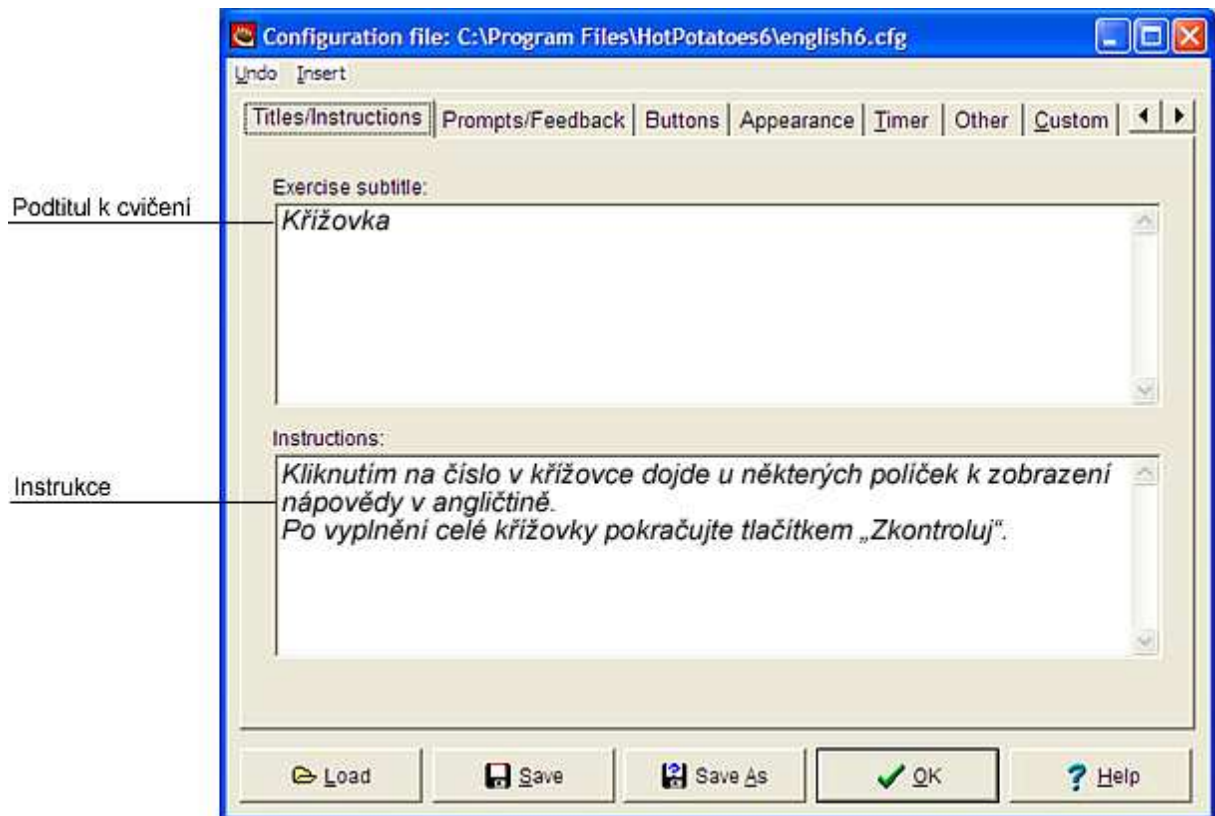 Configuration file: C:\Program Files\HotPotatoes6\english6.cfg
Undo Insert
Titles/Instructions Prompts/Feedback Buttons Appearance Timer Other Custom
Exercise subtitle:
Podtitul k cvičení
Křížovka
Instructions:
Instrukce
Kliknutím na číslo v křížovce dojde u některých políček k zobrazení
nápovědy v angličtině.
Po vyplnění celé křížovky pokračujte tlačítkem „Zkontroluj“.
Load Save Save As OK Help